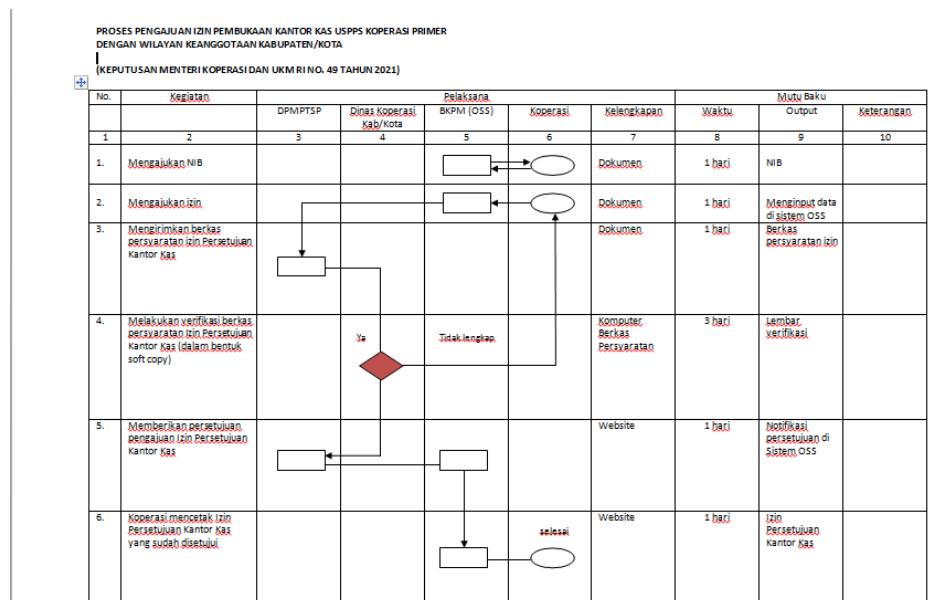 PROSES PENGAJUAN IZIN PEMBUKAAN KANTOR KAS USPPS KOPERASI PRIMER
DENGAN WILAYAN KEANGGOTAAN KABUPATEN/KOTA
(KEPUTUSAN MENTERI KOPERASI DAN UKM RI NO. 49 TAHUN 2021)
No. Kegiatan Pelaksana Mutu Baku
DPMPTSP Dinas Koperasi BKPM (OSS) Koperasi Kelengkapan Waktu Output Keterangan
Kab/Kota
1 2 3 4 5 6 7 8 9 10
1. Mengajukan NIB Dokumen 1 hari NIB
2. Mengajukan izin Dokumen 1 hari Menginput data
di sistem OSS
3. Mengirimkan berkas Dokumen 1 hari Berkas
persyaratan izin Persetujuan persyaratan izin
Kantor Kas
4. Melakukan verifikasi berkas Komputer 3 hari Lembar
persyaratan Izin Persetujuan Ya Tidak lengkap Berkas verifikasi
Kantor Kas (dalam bentuk Persyaratan
soft copy)
5. Memberikan persetujuan Website 1 hari Notifikasi
pengajuan Izin Persetujuan persetujuan di
Kantor Kas Sistem OSS
6. Koperasi mencetak Izin Website 1 hari Izin
Persetujuan Kantor Kas selesai Persetujuan
yang sudah disetujui Kantor Kas